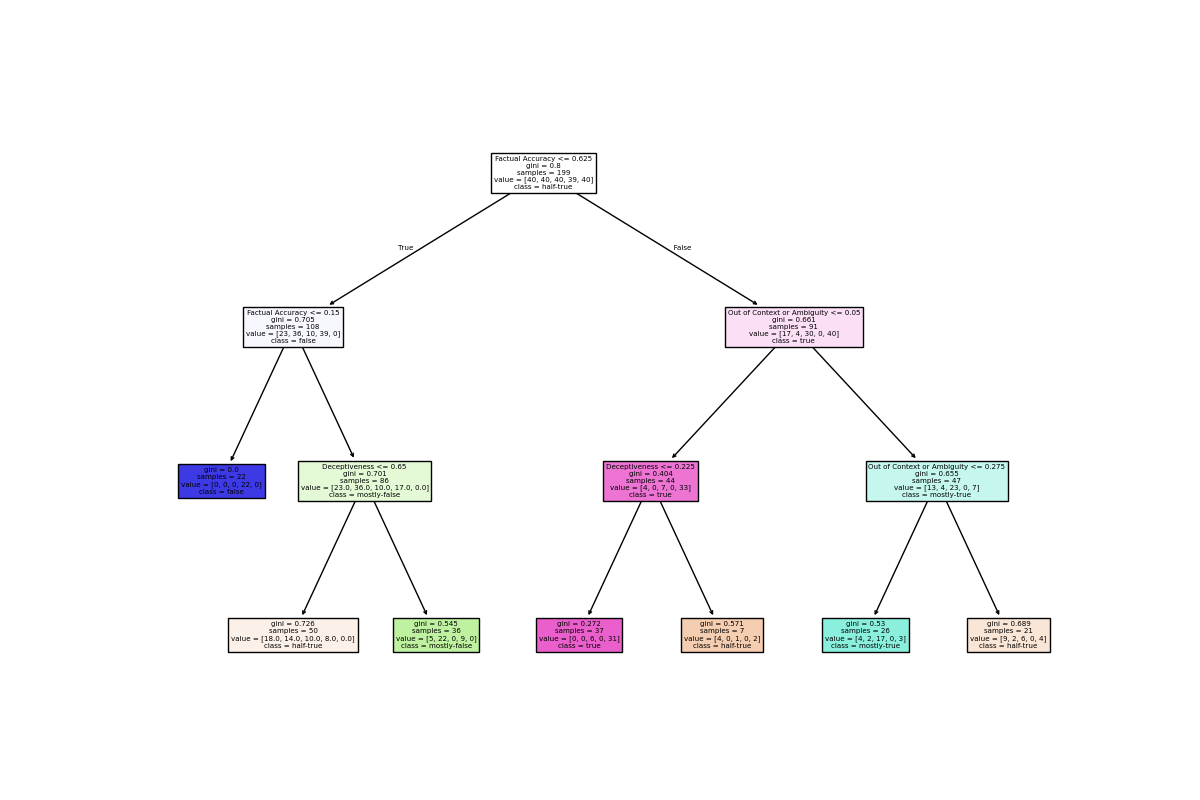 Factual Accuracy <= 0.625
gini = 0.8
samples = 199
value = [40, 40, 40, 39, 40]
class = half-true
True
False
Factual Accuracy <= 0.15
gini = 0.705
samples = 108
value = [23, 36, 10, 39, 0]
class = false
Out of Context or Ambiguity <= 0.05
gini = 0.661
samples = 91
value = [17, 4, 30, 0, 40]
class = true
gini = 0.0
samples = 22
value = [0, 0, 0, 22, 0]
class = false
Deceptiveness <= 0.65
gini = 0.701
samples = 86
value = [23.0, 36.0, 10.0, 17.0, 0.0]
class = mostly-false
Deceptiveness <= 0.225
gini = 0.404
samples = 44
value = [4, 0, 7, 0, 33]
class = true
Out of Context or Ambiguity <= 0.275
gini = 0.655
samples = 47
value = [13, 4, 23, 0, 7]
class = mostly-true
gini = 0.726
samples = 50
value = [18.0, 14.0, 10.0, 8.0, 0.0]
class = half-true
gini = 0.545
samples = 36
value = [5, 22, 0, 9, 0]
class = mostly-false
gini = 0.272
samples = 37
value = [0, 0, 6, 0, 31]
class = true
gini = 0.571
samples = 7
value = [4, 0, 1, 0, 2]
class = half-true
gini = 0.53
samples = 26
value = [4, 2, 17, 0, 3]
class = mostly-true
gini = 0.689
samples = 21
value = [9, 2, 6, 0, 4]
class = half-true